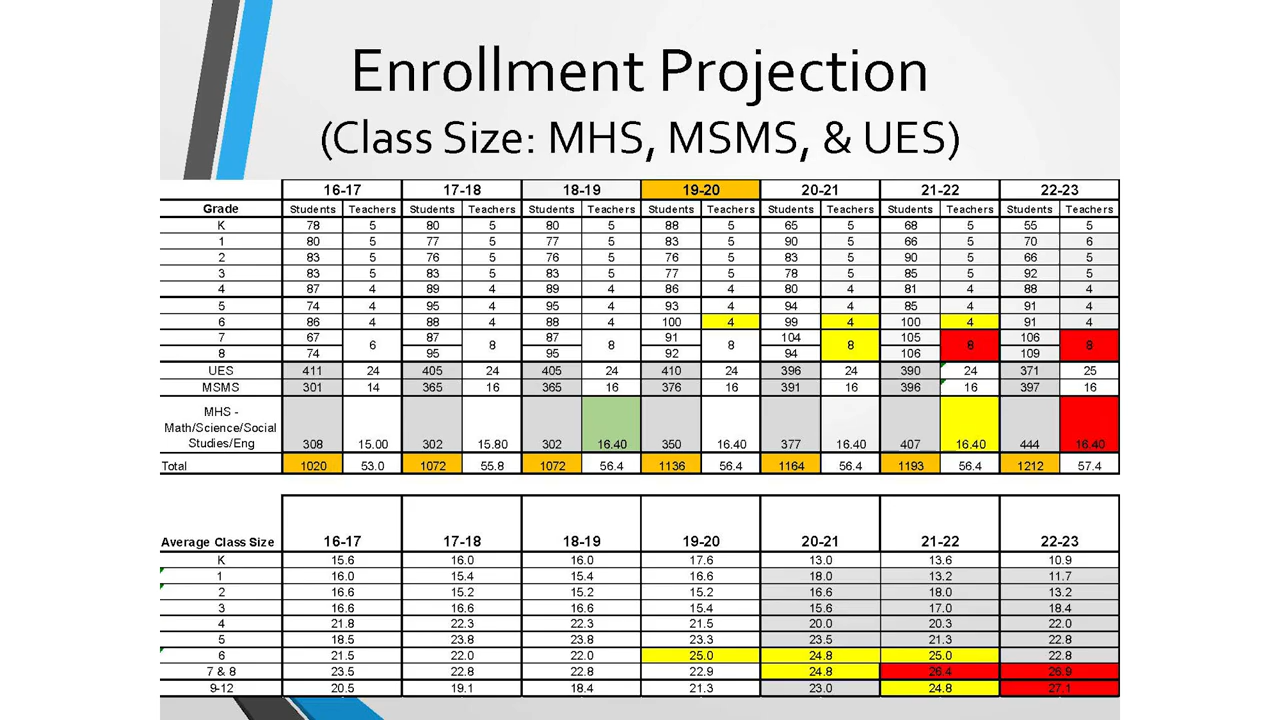 Enrollment Projection
(Class Size: MHS, MSMS, & UES)
16-17 17-18 18-19 19-20 20-21 21-22 22-23
Grade Students Teachers Students Teachers Students Teachers Students Teachers Students Teachers Students Teachers Students Teachers
K 78 5 80 5 80 5 88 5 65 5 68 5 55 5
1 80 5 77 5 77 5 83 5 90 5 66 5 70 6
2 83 5 76 5 76 5 76 5 83 5 90 5 66 5
3 83 5 83 5 83 5 77 5 78 5 85 5 92 5
4 87 4 89 4 89 4 86 4 80 4 81 4 88 4
5 74 4 95 4 95 4 93 4 94 4 85 4 91 4
6 86 4 88 4 88 4 100 4 99 4 100 4 91 4
7 67 6 87 8 87 8 91 8 104 8 105 8 106 8
8 74 95 95 92 94 106 109
UES 411 24 405 24 405 24 410 24 396 24 390 24 371 25
MSMS 301 14 365 16 365 16 376 16 391 16 396 16 397 16
MHS -
Math/Science/Social
Studies/Eng 308 15.00 302 15.80 302 16.40 350 16.40 377 16.40 407 16.40 444 16.40
Total 1020 53.0 1072 55.8 1072 56.4 1136 56.4 1164 56.4 1193 56.4 1212 57.4
Average Class Size 16-17 17-18 18-19 19-20 20-21 21-22 22-23
K 15.6 16.0 16.0 17.6 13.0 13.6 10.9
1 16.0 15.4 15.4 16.6 18.0 13.2 11.7
2 16.6 15.2 15.2 15.2 16.6 18.0 13.2
3 16.6 16.6 16.6 15.4 15.6 17.0 18.4
4 21.8 22.3 22.3 21.5 20.0 20.3 22.0
5 18.5 23.8 23.8 23.3 23.5 21.3 22.8
6 21.5 22.0 22.0 25.0 24.8 25.0 22.8
7 & 8 23.5 22.8 22.8 22.9 24.8 26.4 26.9
9-12 20.5 19.1 18.4 21.3 23.0 24.8 27.1